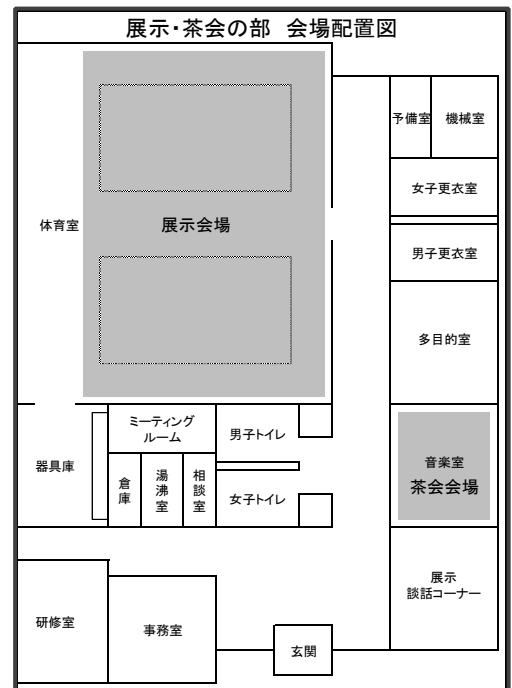 展示・茶会の部 会場配置図
予備室
機械室
女子更衣室
体育室
展示会場
男子更衣室
多目的室
ミーティング
ルーム
男子トイレ
器具庫
倉庫
湯沸室
相談室
女子トイレ
音楽室
茶会会場
展示
談話コーナー
研修室
事務室
玄関